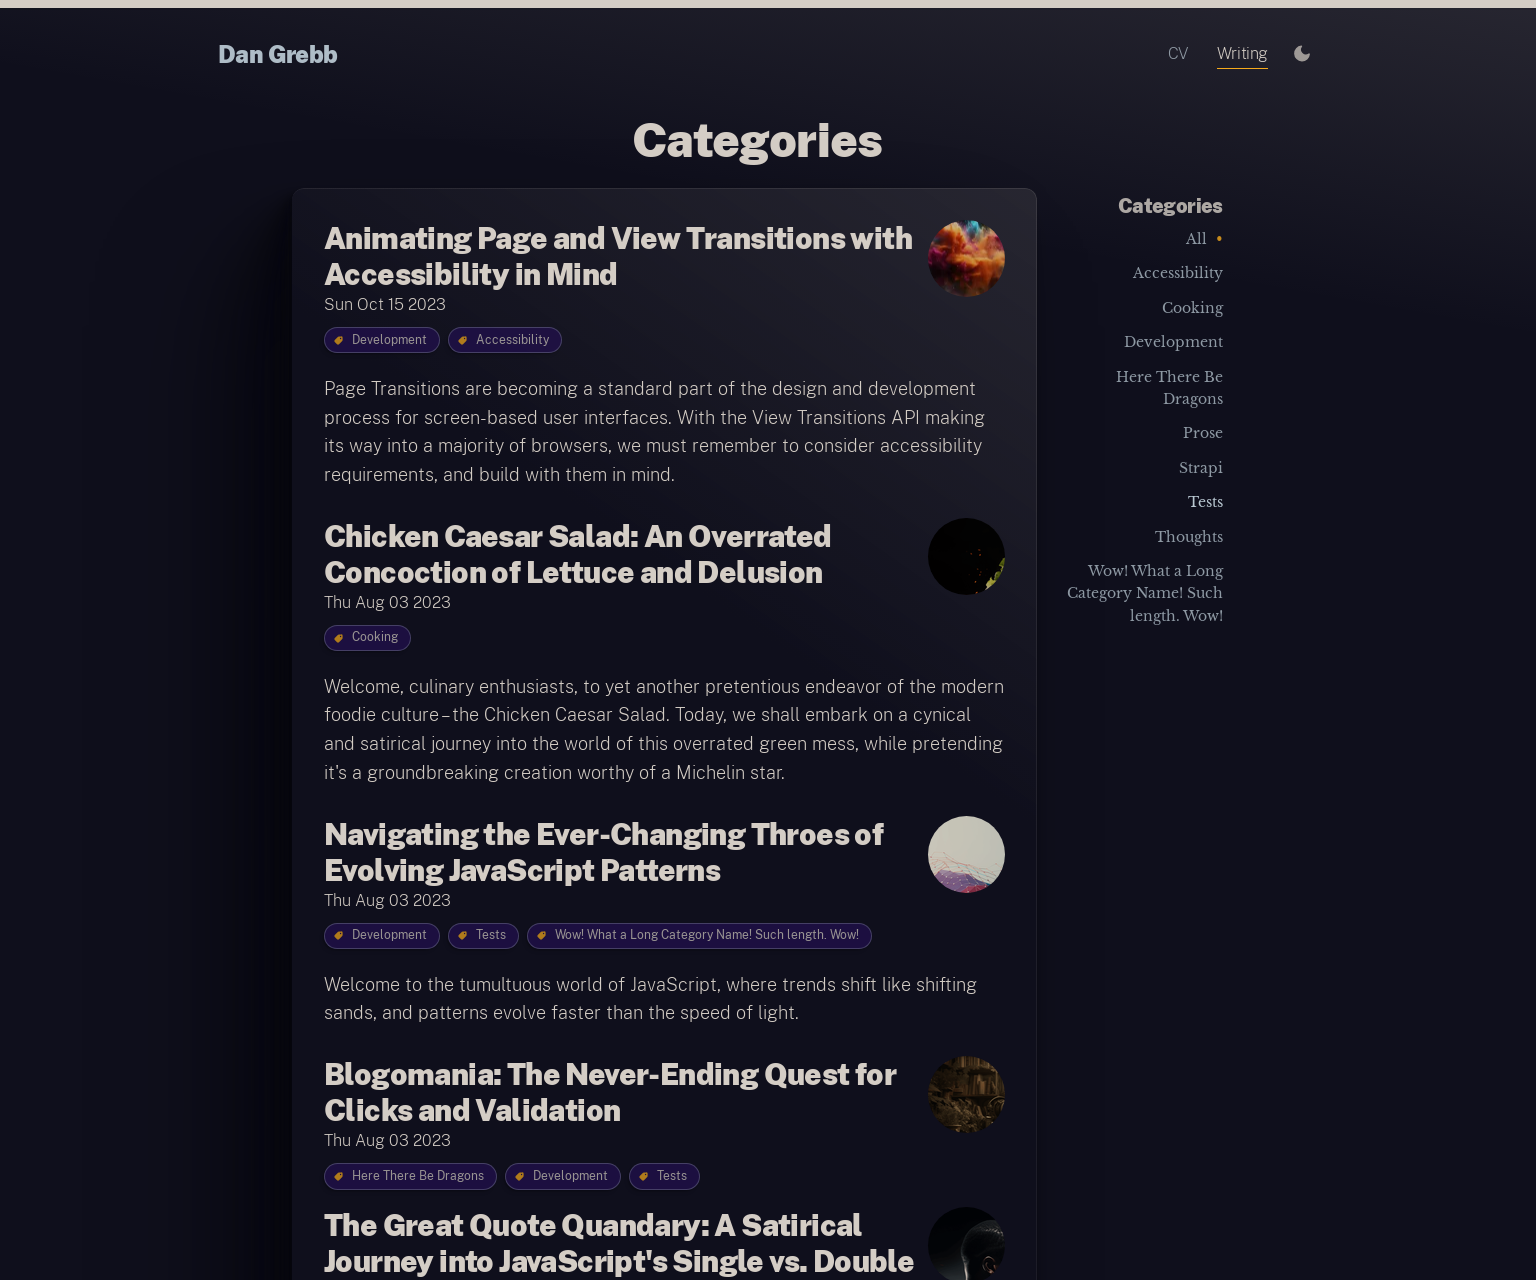 Dan Grebb
CV
Writing
Categories
Animating Page and View Transitions with
Accessibility in Mind
Sun Oct 15 2023
Development
Accessibility
Page Transitions are becoming a standard part of the design and development
process for screen-based user interfaces. With the View Transitions API making
its way into a majority of browsers, we must remember to consider accessibility
requirements, and build with them in mind.
Chicken Caesar Salad: An Overrated
Concoction of Lettuce and Delusion
Thu Aug 03 2023
Cooking
Welcome, culinary enthusiasts, to yet another pretentious endeavor of the modern
foodie culture – the Chicken Caesar Salad. Today, we shall embark on a cynical
and satirical journey into the world of this overrated green mess, while pretending
it's a groundbreaking creation worthy of a Michelin star.
Navigating the Ever-Changing Throes of
Evolving JavaScript Patterns
Thu Aug 03 2023
Development
Tests
Wow! What a Long Category Name! Such length. Wow!
Welcome to the tumultuous world of JavaScript, where trends shift like shifting
sands, and patterns evolve faster than the speed of light.
Blogomania: The Never-Ending Quest for
Clicks and Validation
Thu Aug 03 2023
Here There Be Dragons
Development
Tests
The Great Quote Quandary: A Satirical
Journey into JavaScript's Single vs. Double
Categories
All •
Accessibility
Cooking
Development
Here There Be
Dragons
Prose
Strapi
Tests
Thoughts
Wow! What a Long
Category Name! Such
length. Wow!